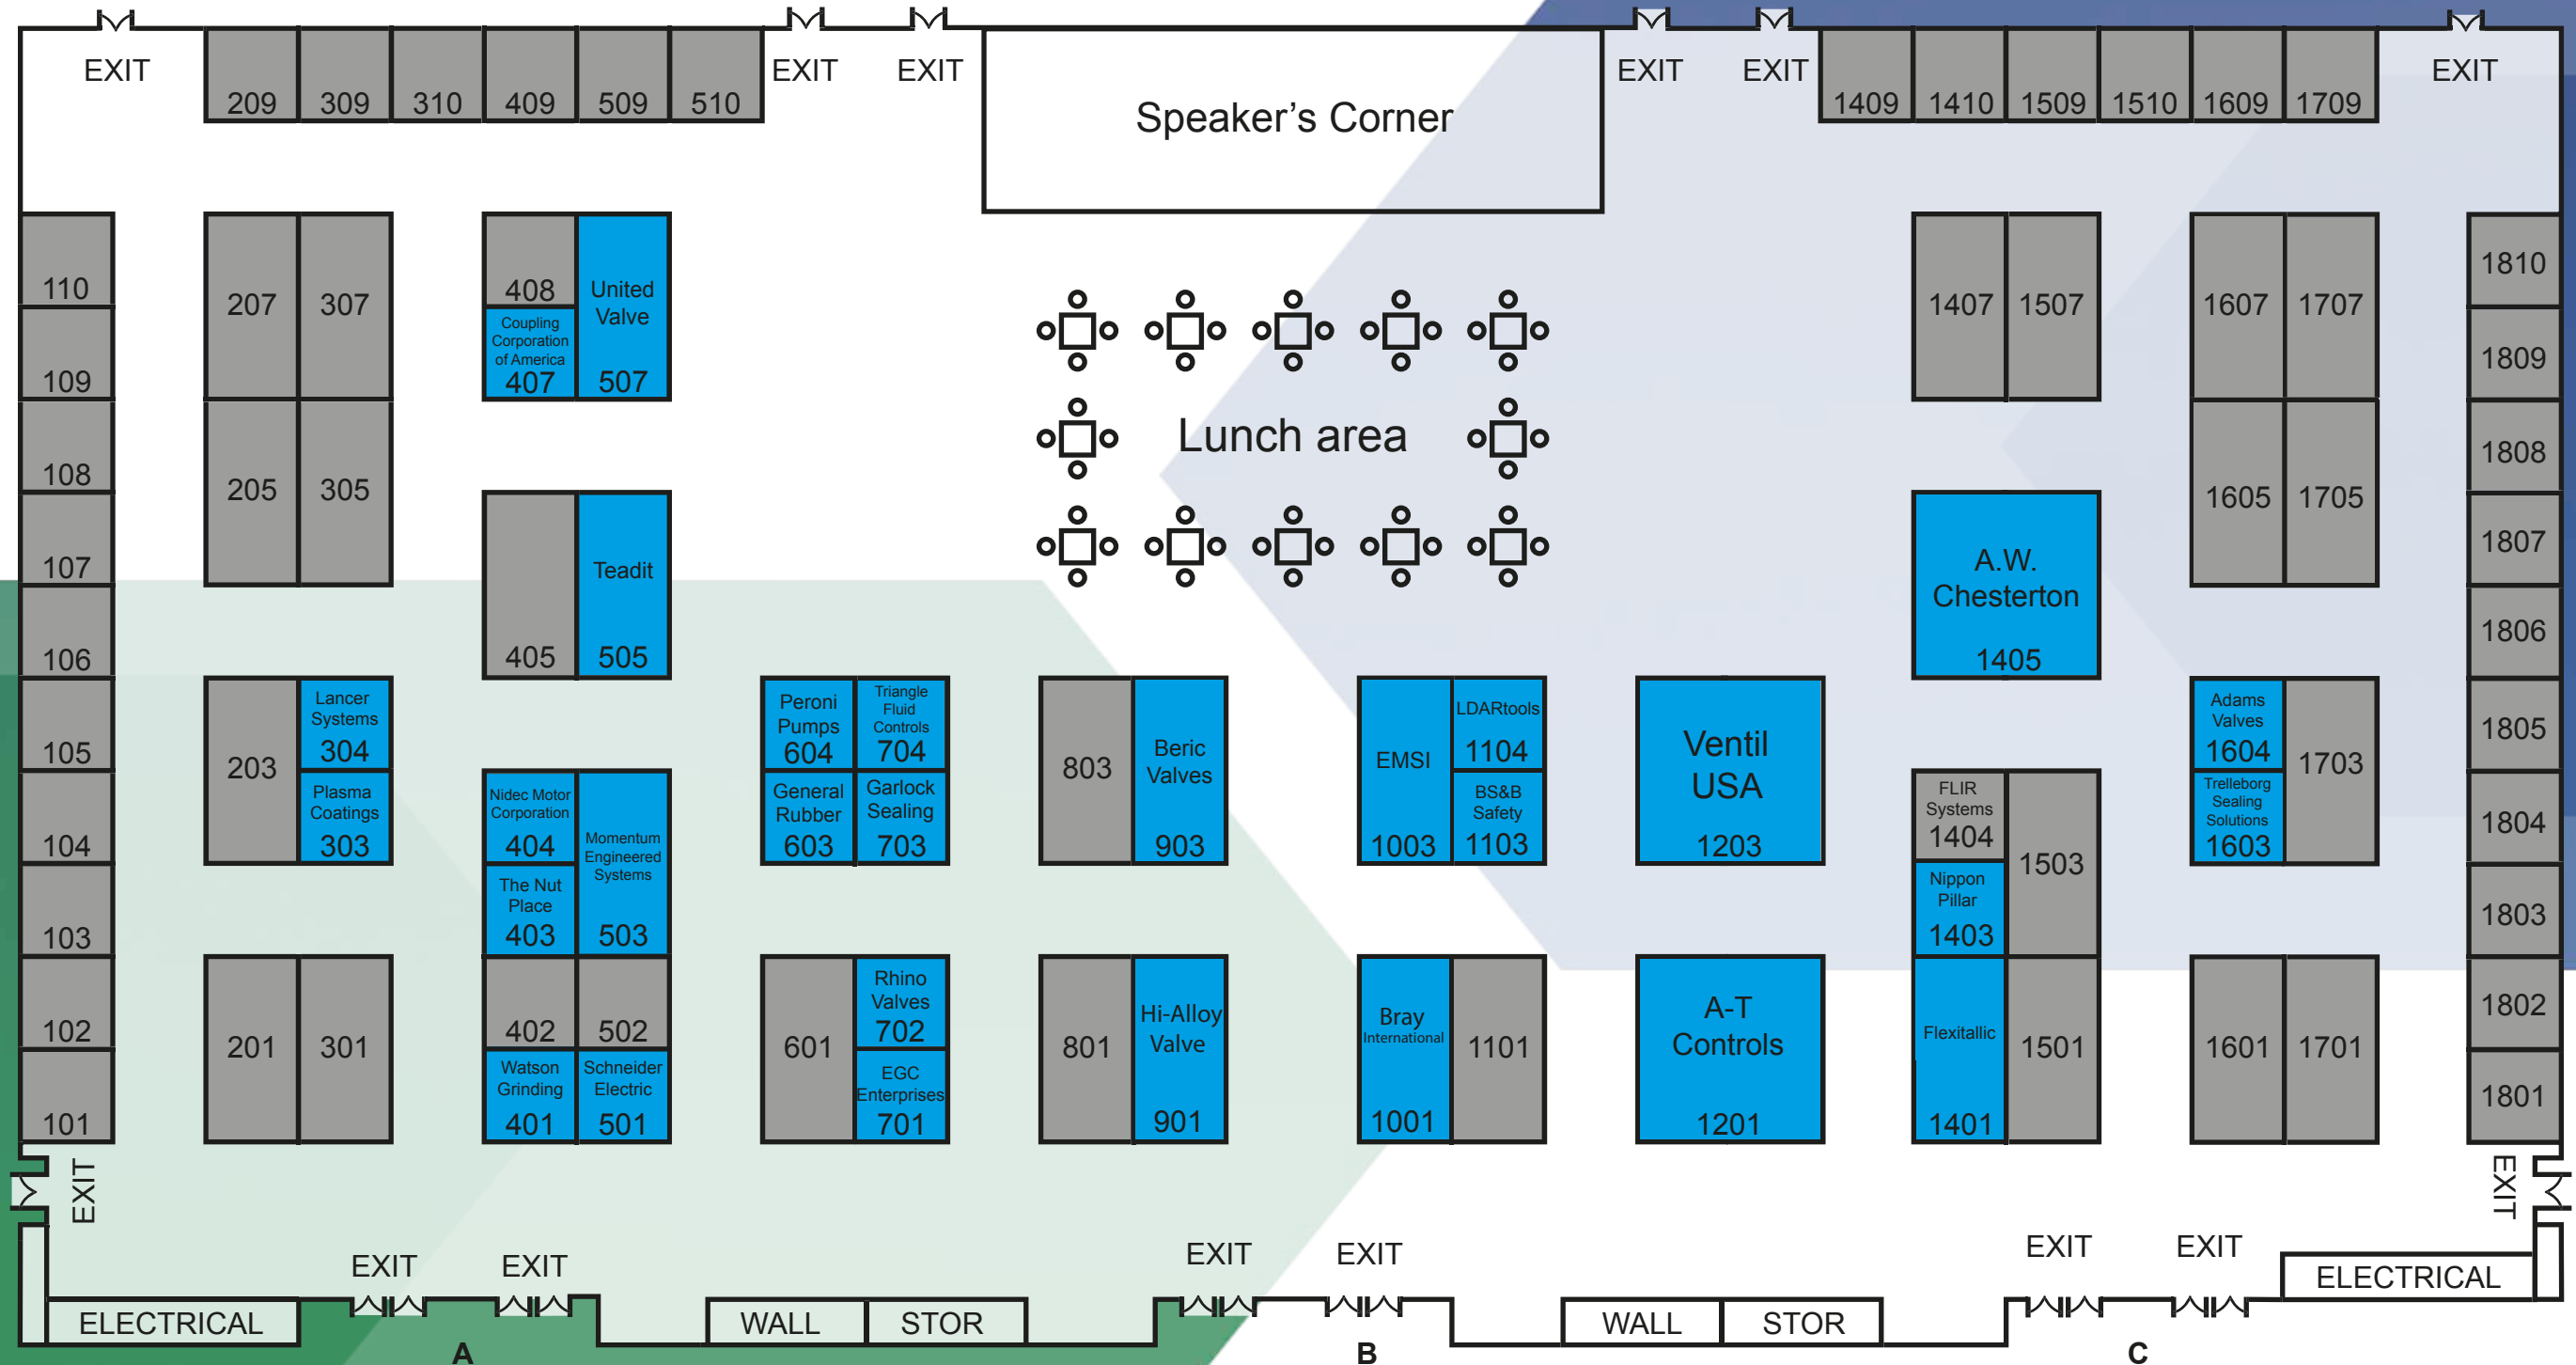 EXIT
EXIT
EXIT
EXIT
EXIT
EXIT
209
309
310
409
509
510
Speaker's Corner
1409
1410
1509
1510
1609
1709
110
109
108
107
106
105
104
103
102
101
207
307
205
305
408
Coupling
Corporation
of America
407
United
Valve
507
405
Teadit
505
Lunch area
1407
1507
1607
1707
1605
1705
A.W.
Chesterton
1405
1810
1809
1808
1807
1806
1805
1804
1803
1802
1801
203
Lancer
Systems
304
Plasma
Coatings
303
Nidec Motor
Corporation
404
The Nut
Place
403
Momentum
Engineered
Systems
503
Peroni
Pumps
604
Triangle
Fluid
Controls
704
General
Rubber
603
Garlock
Sealing
703
803
Beric
Valves
903
EMSI
1003
LDARtools
1104
BS&B
Safety
1103
Ventil
USA
1203
FLIR
Systems
1404
Nippon
Pillar
1403
1503
Adams
Valves
1604
Trelleborg
Sealing
Solutions
1603
1703
201
301
402
502
Watson
Grinding
401
Schneider
Electric
501
601
Rhino
Valves
702
EGC
Enterprises
701
801
Hi-Alloy
Valve
901
Bray
International
1001
1101
A-T
Controls
1201
Flexitallic
1401
1501
1601
1701
EXIT
EXIT
EXIT
EXIT
EXIT
EXIT
EXIT
EXIT
ELECTRICAL
WALL
STOR
WALL
STOR
ELECTRICAL
A
B
C